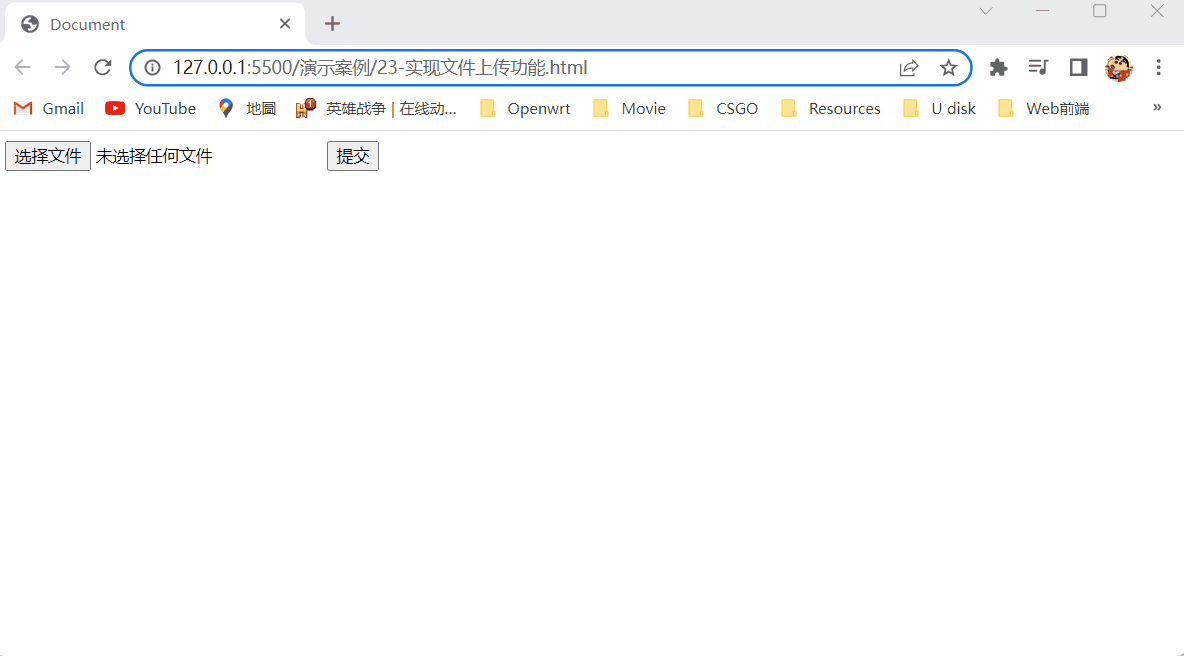 Document
127.0.0.1:5500/演示案例/23-实现文件上传功能.html
Gmail YouTube 地圖 1 英雄战争 | 在线动... Openwrt Movie CSGO Resources U disk Web前端 »
选择文件 未选择任何文件 提交